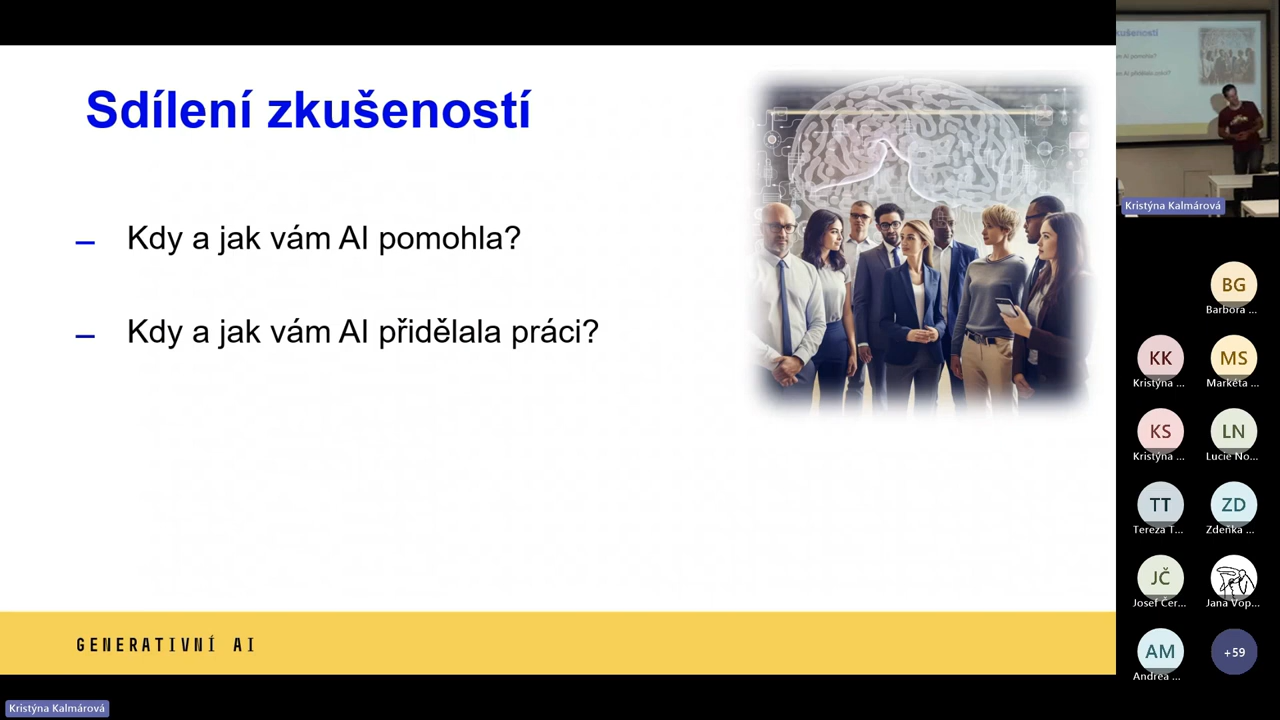 Sdílení zkušeností
– Kdy a jak vám AI pomohla?
– Kdy a jak vám AI přidělala práci?
GENERATIVNÍ AI
Kristýna Kalmárová
Kristýna Kalmárová
BG
Barbora ...
KK
Kristýna ...
MS
Markéta ...
KS
Kristýna ...
LN
Lucie No...
TT
Tereza T...
ZD
Zdeňka ...
JČ
Josef Čer...
Jana Vop...
AM
Andrea ...
+59